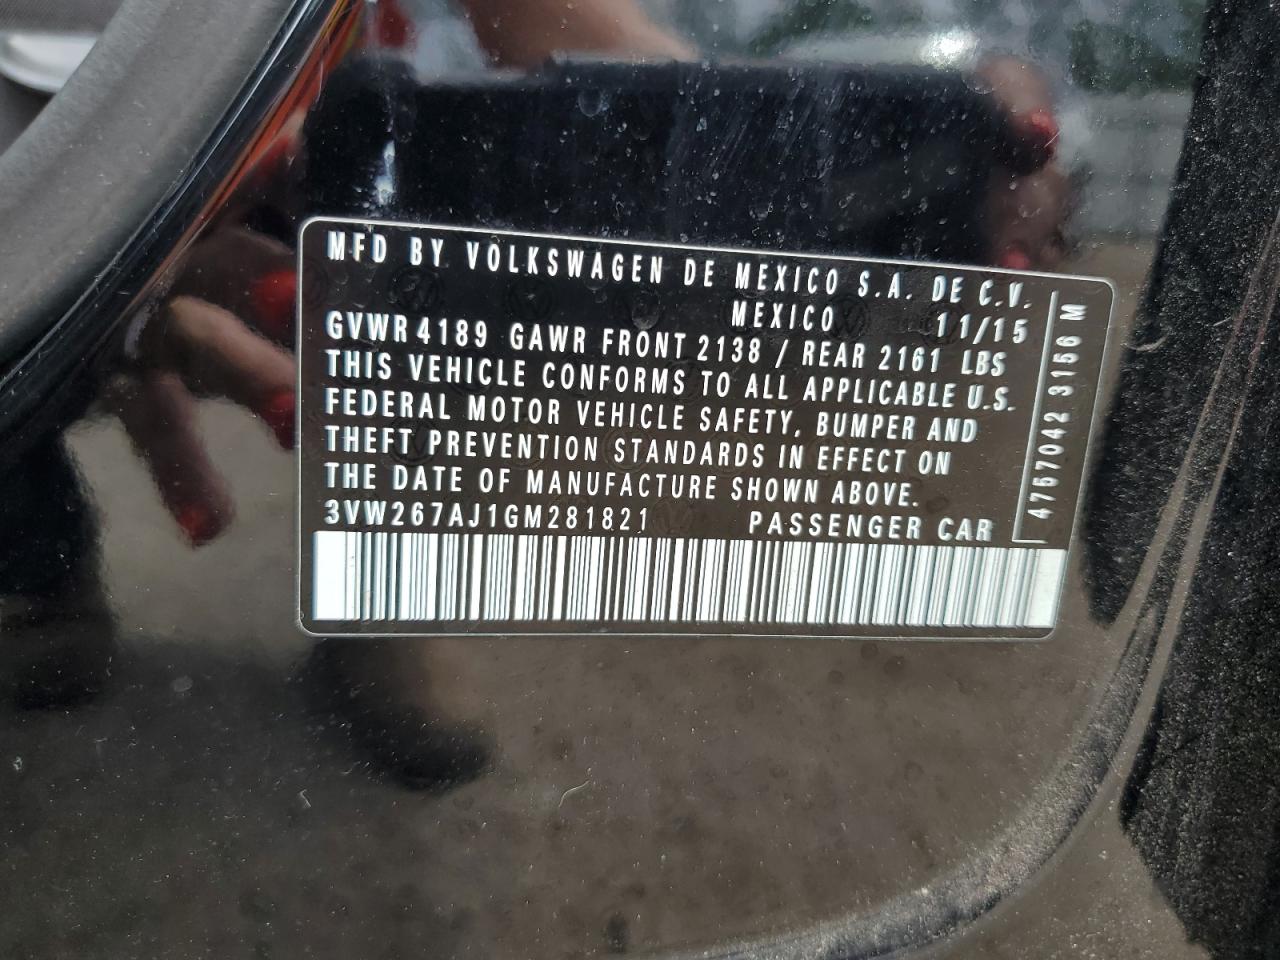 MFD BY VOLKSWAGEN DE MEXICO S.A. DE C.V.
MEXICO 11/15
GVWR 4189 GAWR FRONT 2138 / REAR 2161 LBS
THIS VEHICLE CONFORMS TO ALL APPLICABLE U.S.
FEDERAL MOTOR VEHICLE SAFETY, BUMPER AND
THEFT PREVENTION STANDARDS IN EFFECT ON
THE DATE OF MANUFACTURE SHOWN ABOVE.
3VW267AJ1GM281821 PASSENGER CAR
4757042 3156 M